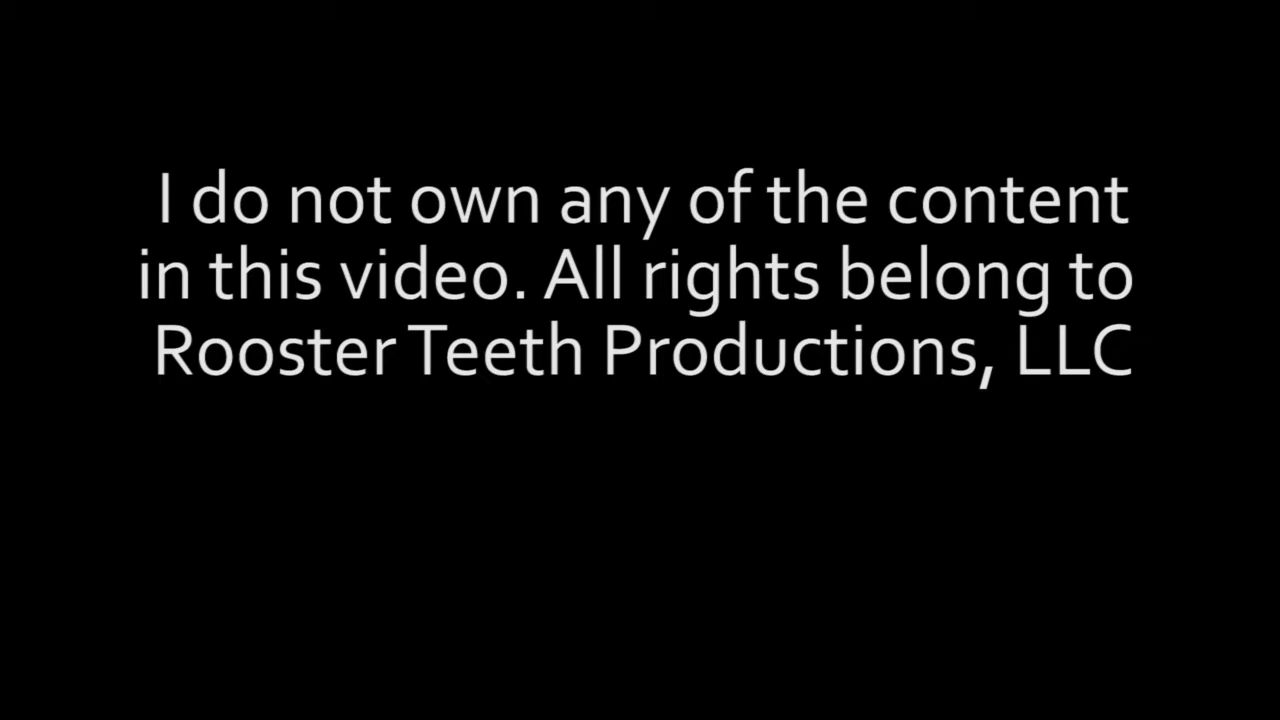 I do not own any of the content
in this video. All rights belong to
Rooster Teeth Productions, LLC